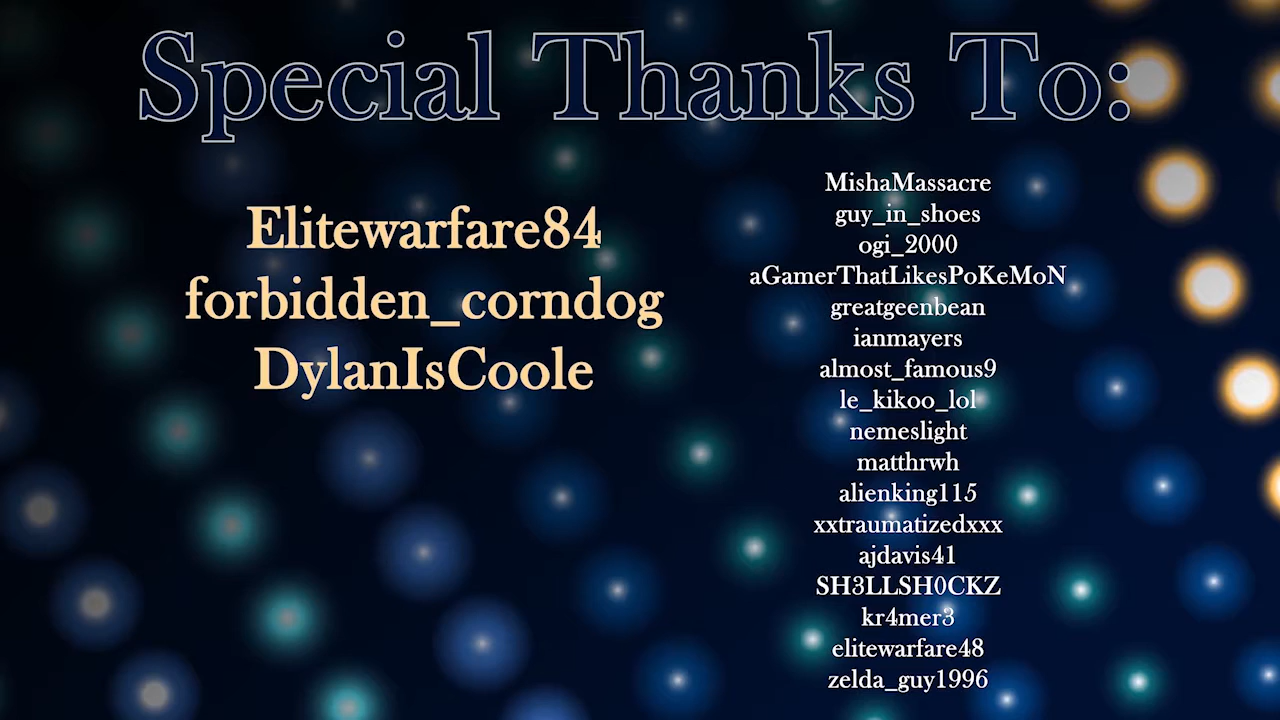 Special Thanks To:
Elitewarfare84
forbidden_corndog
DylanIsCoole
MishaMassacre
guy_in_shoes
ogi_2000
aGamerThatLikesPoKeMoN
greatgeenbean
ianmayers
almost_famous9
le_kikoo_lol
nemeslight
matthrwh
alienking115
xxtraumatizedxxx
ajdavis41
SH3LLSH0CKZ
kr4mer3
elitewarfare48
zelda_guy1996